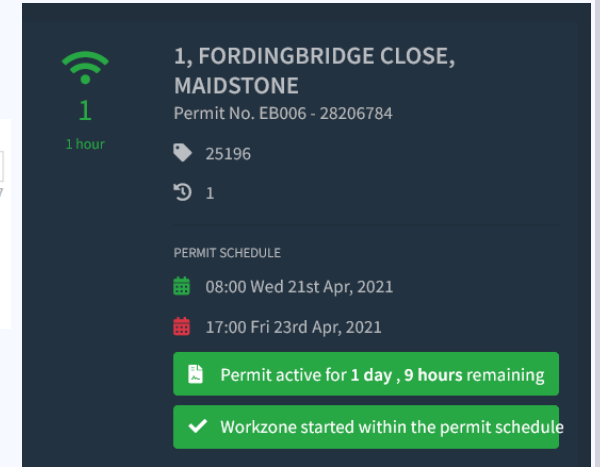 1, FORDINGBRIDGE CLOSE,
MAIDSTONE
Permit No. EB006 - 28206784
1
1 hour
25196
1
PERMIT SCHEDULE
08:00 Wed 21st Apr, 2021
17:00 Fri 23rd Apr, 2021
Permit active for 1 day , 9 hours remaining
Workzone started within the permit schedule